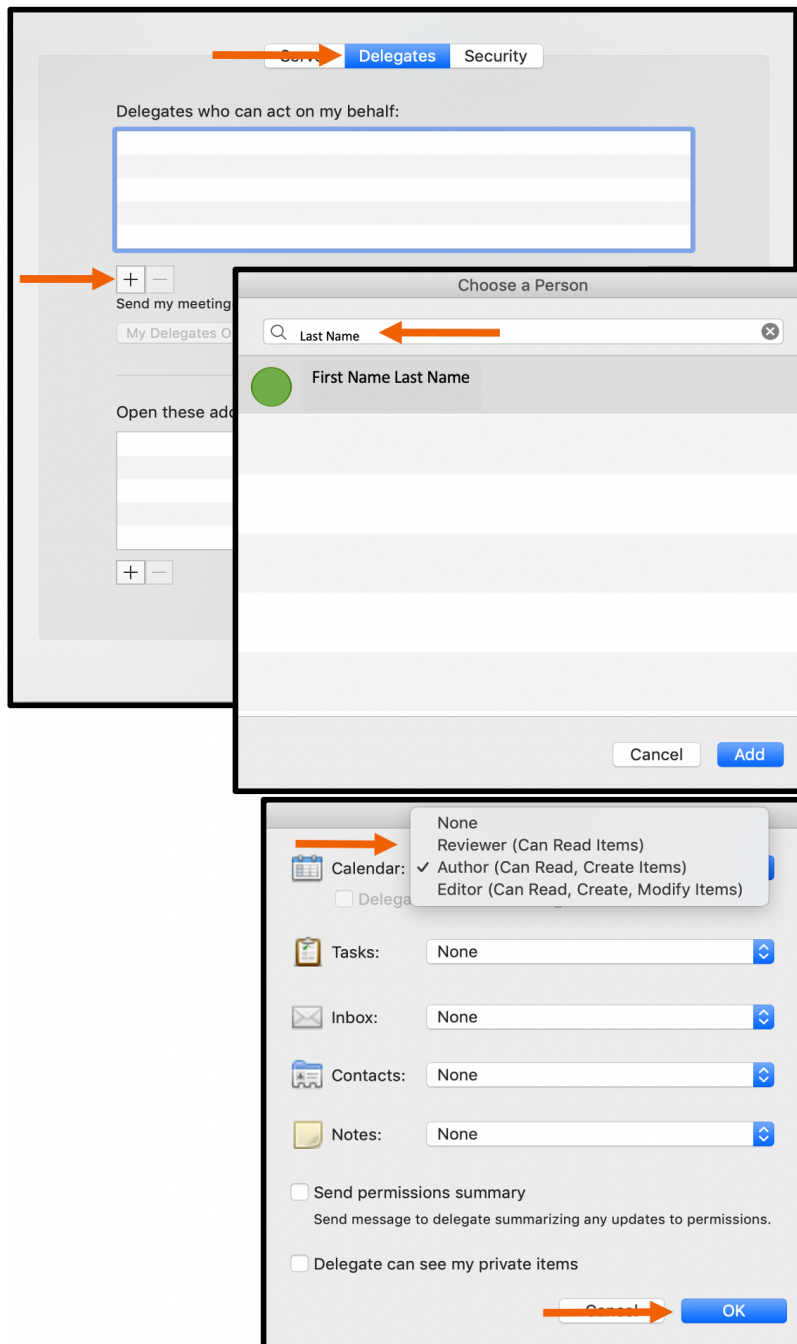 Delegates
Security
Delegates who can act on my behalf:
Send my meeting
My Delegates O
Open these add
Choose a Person
Last Name
First Name Last Name
Cancel
Add
None
Reviewer (Can Read Items)
Calendar:
Author (Can Read, Create Items)
Editor (Can Read, Create, Modify Items)
Delega
Tasks:
None
Inbox:
None
Contacts:
None
Notes:
None
Send permissions summary
Send message to delegate summarizing any updates to permissions.
Delegate can see my private items
Cancel
OK